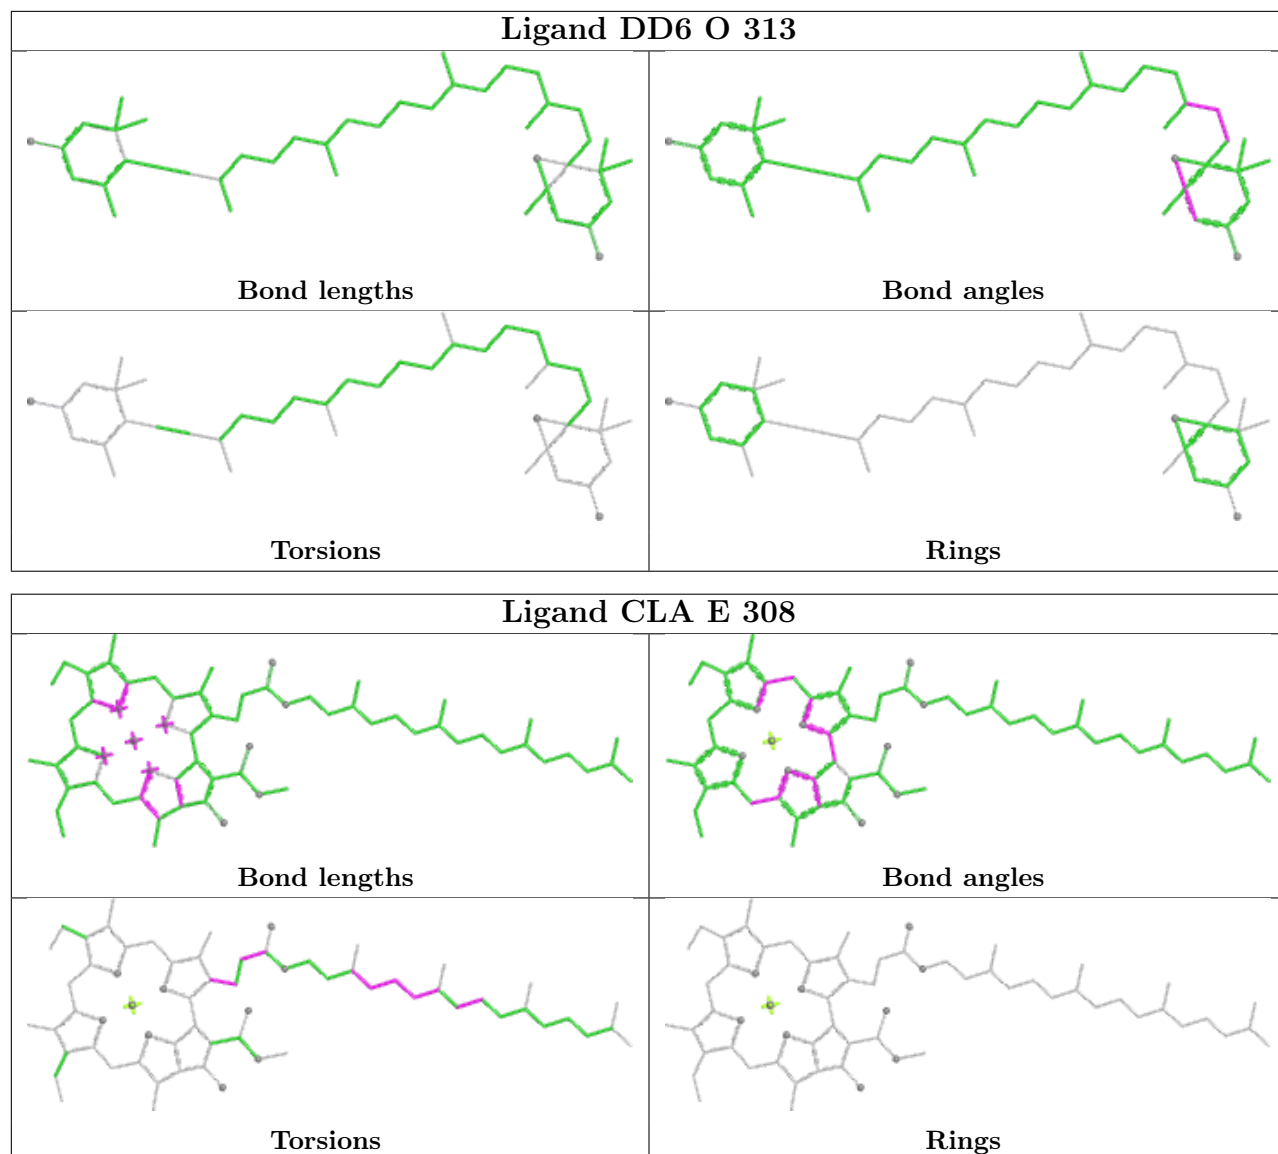 Ligand DD6 O 313
Bond lengths
Bond angles
Torsions
Rings
Ligand CLA E 308
Bond lengths
Bond angles
Torsions
Rings